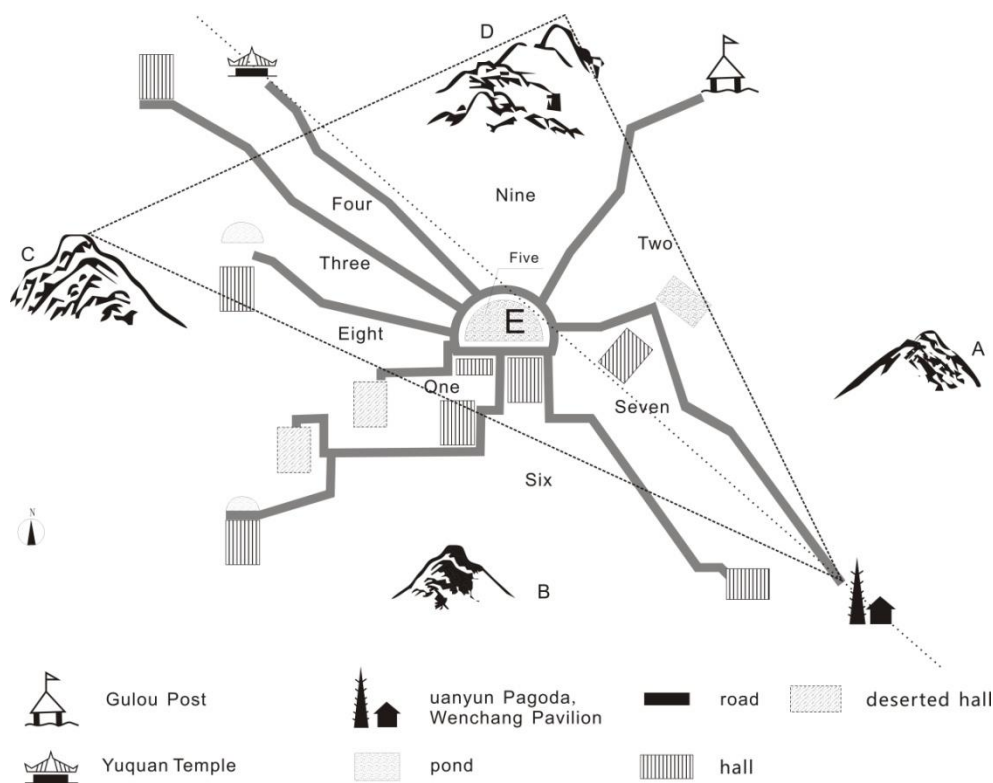 D
Four
Nine
Two
C
Three
Five
E
A
Eight
One
Seven
Six
N
B
Gulou Post
uanyun Pagoda,
Wenchang Pavilion
road
deserted hall
Yuquan Temple
pond
hall